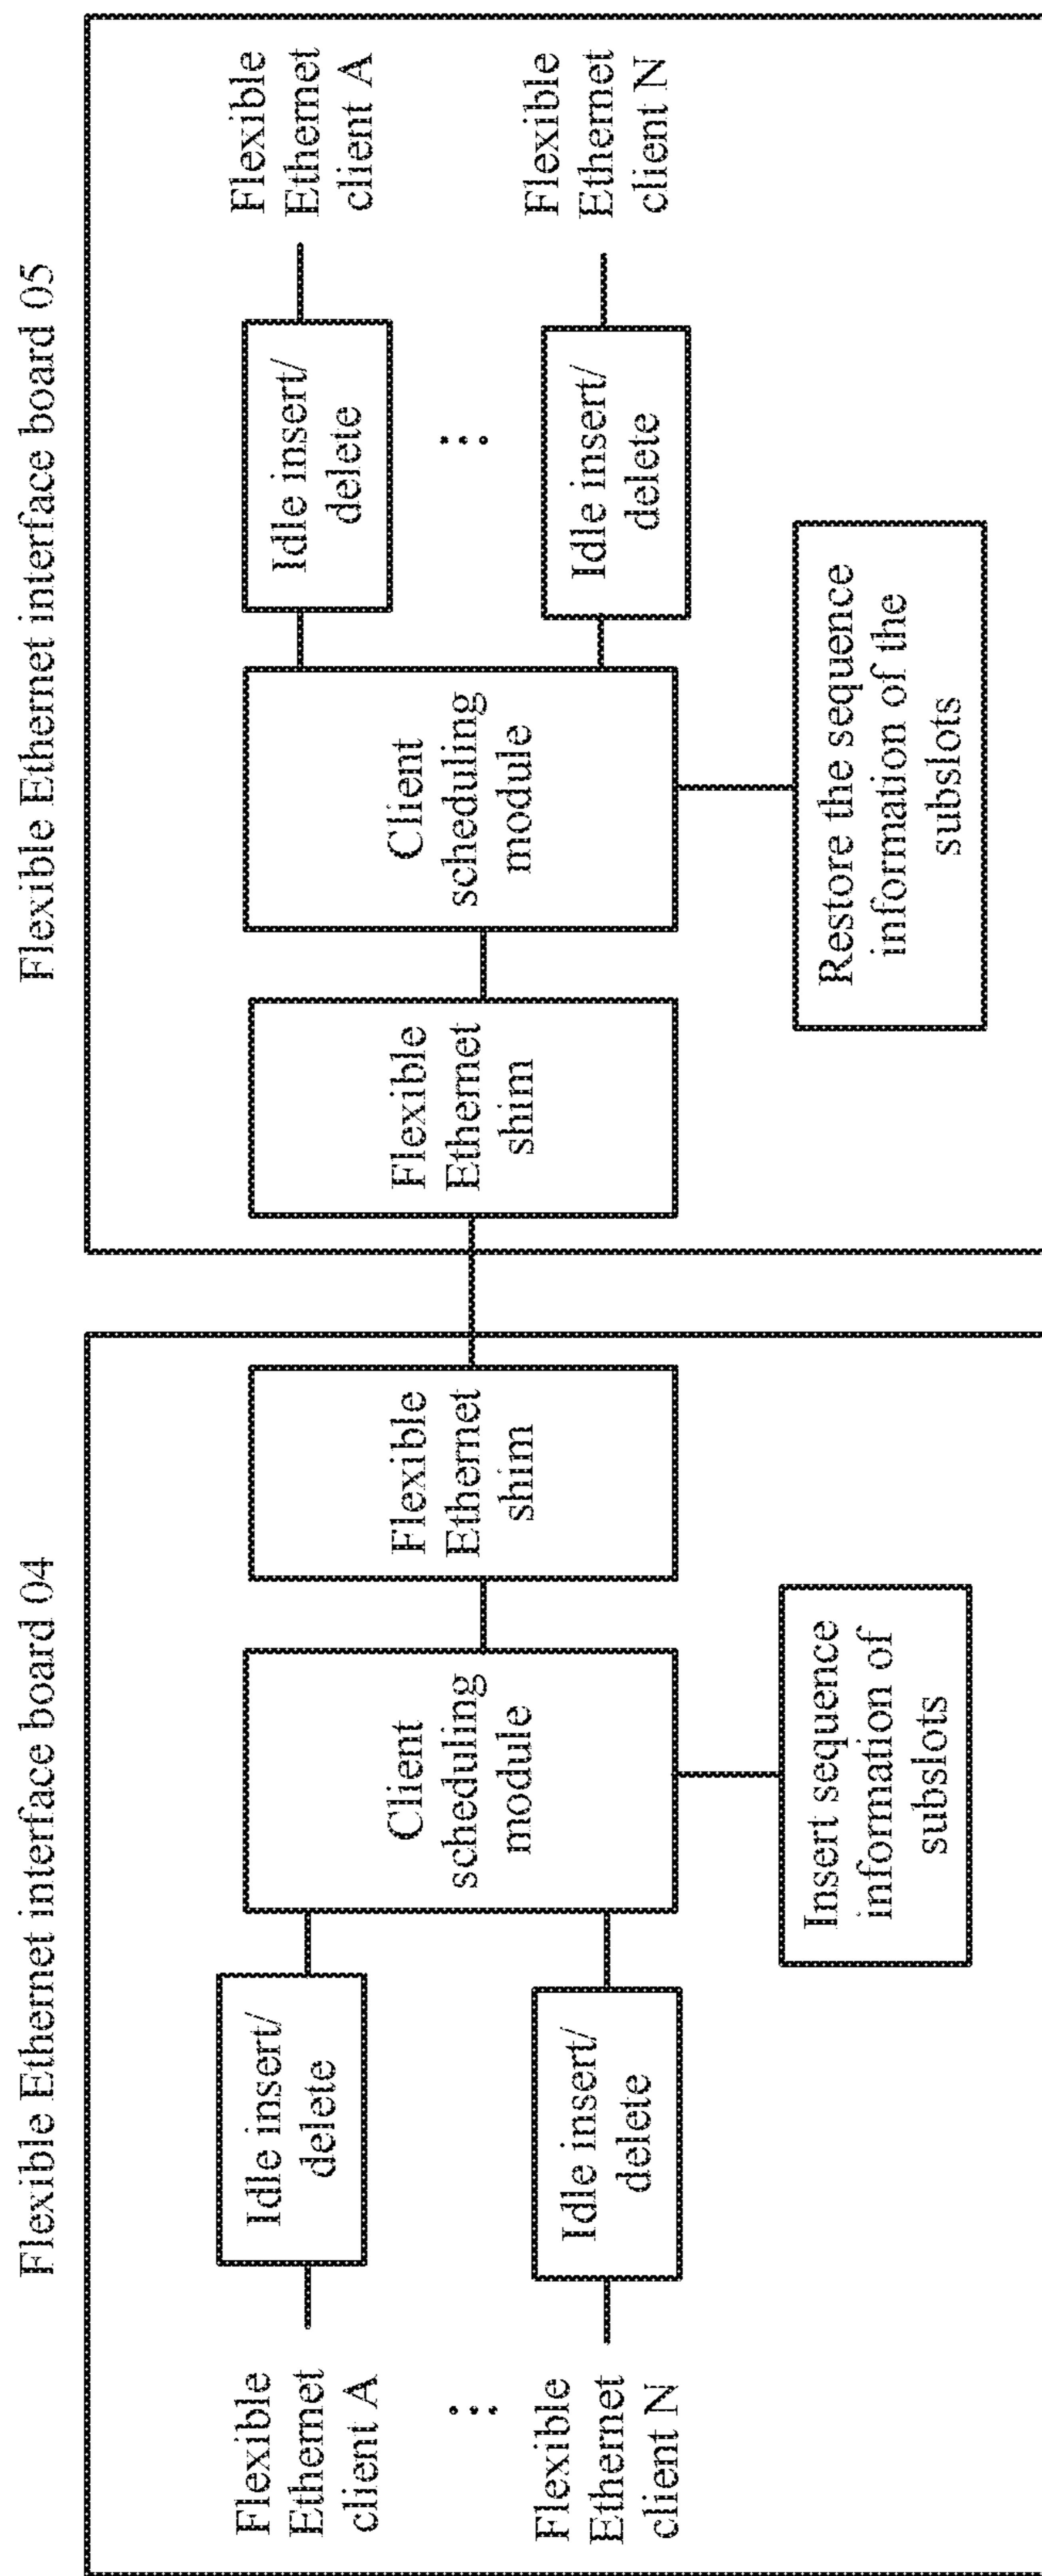 Flexible Ethernet interface board 04
Flexible
Ethernet
client A
⋮
Flexible
Ethernet
client N
Idle insert/
delete
Idle insert/
delete
Client
scheduling
module
Insert sequence
information of
subslots
Flexible
Ethernet
shim
Flexible Ethernet interface board 05
Flexible
Ethernet
shim
Client
scheduling
module
Restore the sequence
information of the
subslots
Idle insert/
delete
⋮
Idle insert/
delete
Flexible
Ethernet
client A
Flexible
Ethernet
client N